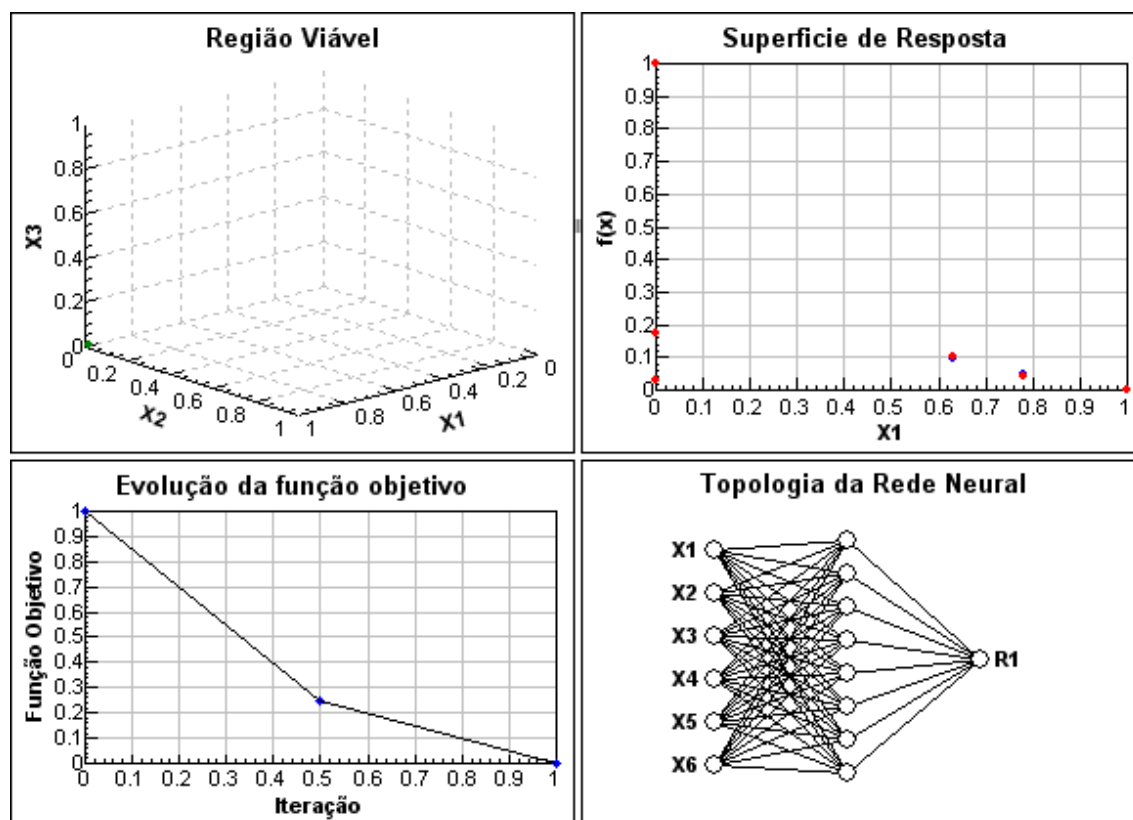 Região Viável
1
0.8
0.6
0.4
0.2
0
X3
0 0.2 0.4 0.6 0.8 1
X2
1 0.8 0.6 0.4 0.2 0
X1
Superficie de Resposta
1
0.9
0.8
0.7
0.6
0.5
0.4
0.3
0.2
0.1
0
f(x)
0 0.1 0.2 0.3 0.4 0.5 0.6 0.7 0.8 0.9 1
X1
Evolução da função objetivo
1
0.9
0.8
0.7
0.6
0.5
0.4
0.3
0.2
0.1
0
Função Objetivo
0 0.1 0.2 0.3 0.4 0.5 0.6 0.7 0.8 0.9 1
Iteração
Topologia da Rede Neural
X1
X2
X3
X4
X5
X6
R1